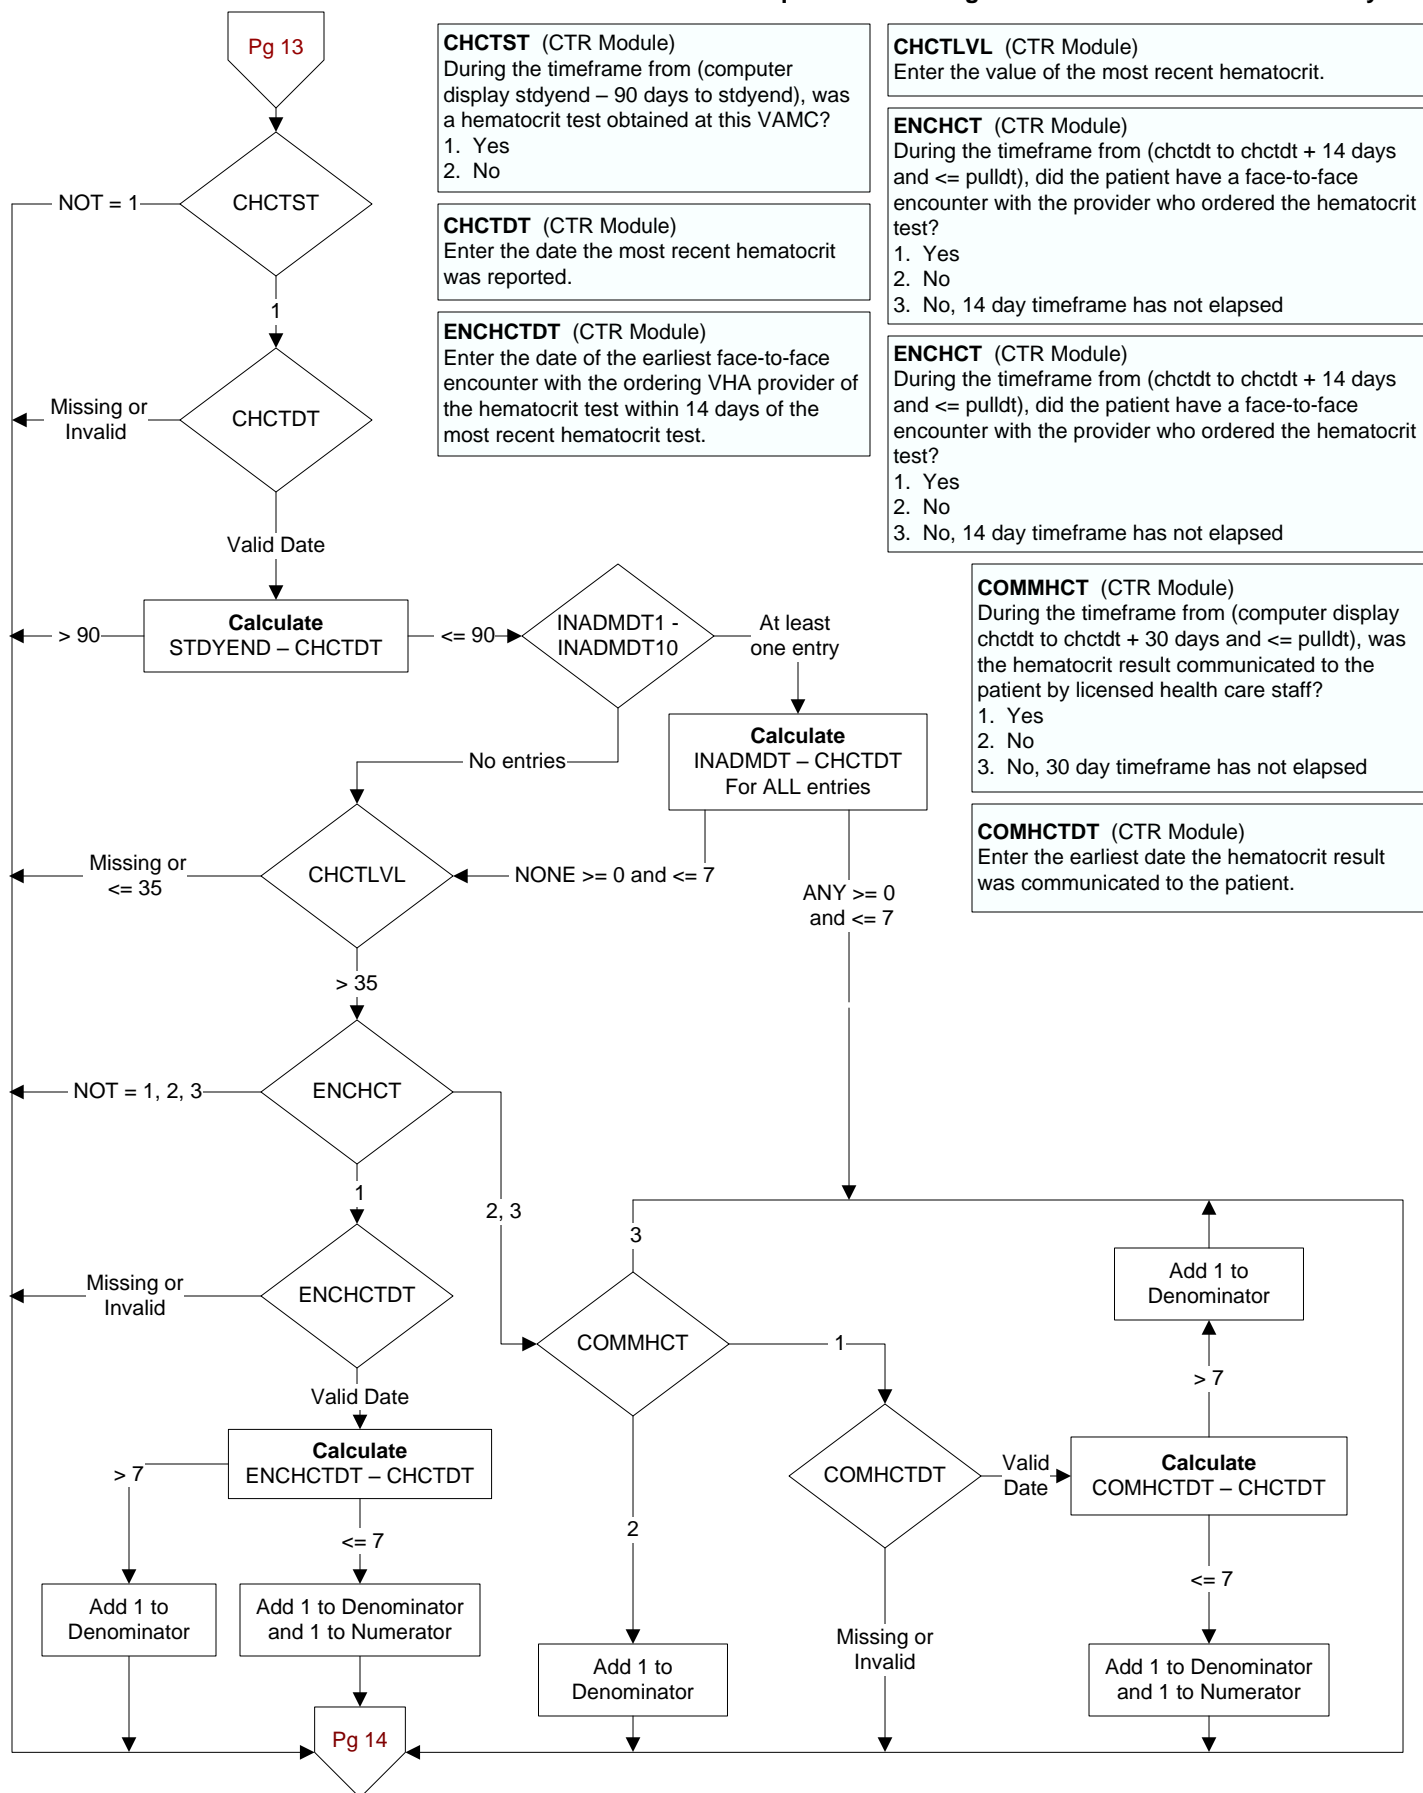 Pg 13
CHCTST (CTR Module)
During the timeframe from (computer
display stdyend – 90 days to stdyend), was
a hematocrit test obtained at this VAMC?
1. Yes
2. No
CHCTDT (CTR Module)
Enter the date the most recent hematocrit
was reported.
ENCHCTDT (CTR Module)
Enter the date of the earliest face-to-face
encounter with the ordering VHA provider of
the hematocrit test within 14 days of the
most recent hematocrit test.
CHCTLVL (CTR Module)
Enter the value of the most recent hematocrit.
ENCHCT (CTR Module)
During the timeframe from (chctdt to chctdt + 14 days
and <= pulldt), did the patient have a face-to-face
encounter with the provider who ordered the hematocrit
test?
1. Yes
2. No
3. No, 14 day timeframe has not elapsed
ENCHCT (CTR Module)
During the timeframe from (chctdt to chctdt + 14 days
and <= pulldt), did the patient have a face-to-face
encounter with the provider who ordered the hematocrit
test?
1. Yes
2. No
3. No, 14 day timeframe has not elapsed
COMMHCT (CTR Module)
During the timeframe from (computer display
chctdt to chctdt + 30 days and <= pulldt), was
the hematocrit result communicated to the
patient by licensed health care staff?
1. Yes
2. No
3. No, 30 day timeframe has not elapsed
COMHCTDT (CTR Module)
Enter the earliest date the hematocrit result
was communicated to the patient.
NOT = 1
CHCTST
1
Missing or
Invalid
CHCTDT
Valid Date
> 90
Calculate
STDYEND – CHCTDT
<= 90
INADMDT1 -
INADMDT10
At least
one entry
No entries
Calculate
INADMDT – CHCTDT
For ALL entries
Missing or
<= 35
CHCTLVL
NONE >= 0 and <= 7
ANY >= 0
and <= 7
> 35
NOT = 1, 2, 3
ENCHCT
1
2, 3
Missing or
Invalid
ENCHCTDT
Valid Date
Calculate
ENCHCTDT – CHCTDT
> 7
<= 7
Add 1 to
Denominator
Add 1 to Denominator
and 1 to Numerator
3
COMMHCT
1
2
Add 1 to
Denominator
COMHCTDT
Valid
Date
Missing or
Invalid
Calculate
COMHCTDT – CHCTDT
> 7
Add 1 to
Denominator
<= 7
Add 1 to Denominator
and 1 to Numerator
Pg 14